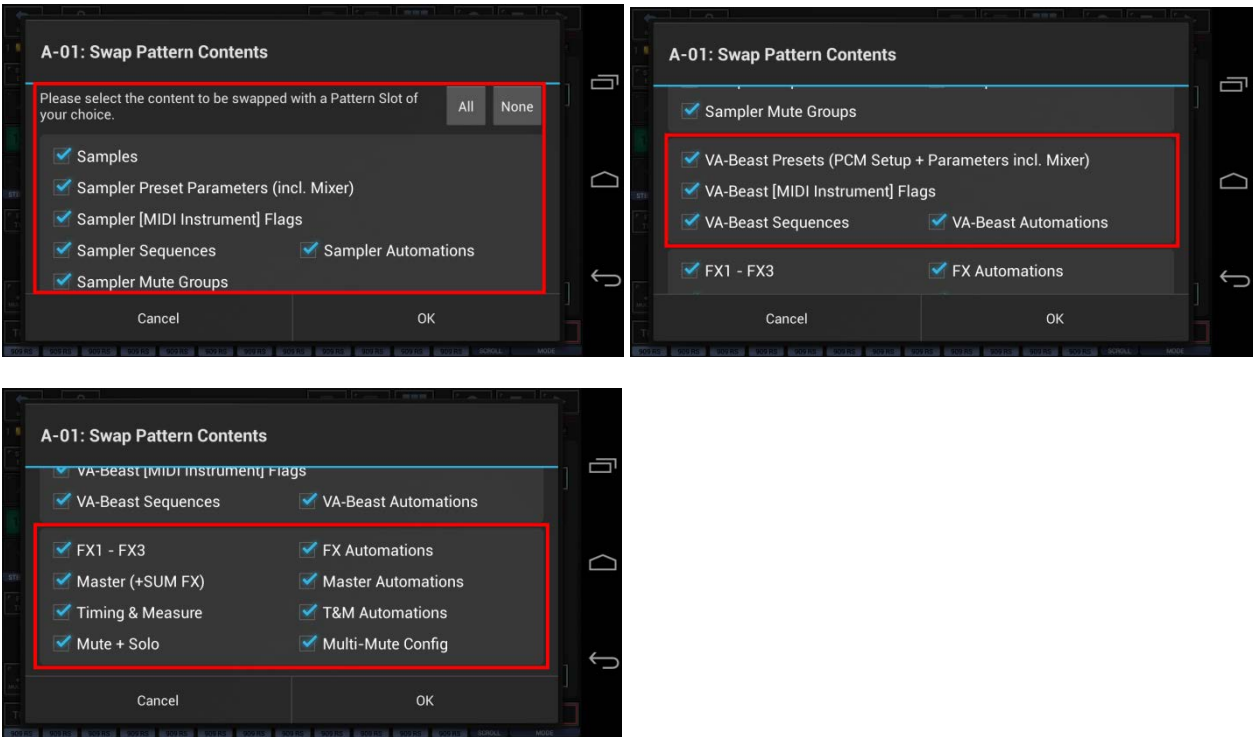 A-01: Swap Pattern Contents
Please select the content to be swapped with a Pattern Slot of
your choice.
All None
Samples
Sampler Preset Parameters (incl. Mixer)
Sampler [MIDI Instrument] Flags
Sampler Sequences Sampler Automations
Sampler Mute Groups
Cancel OK
A-01: Swap Pattern Contents
Sampler Mute Groups
VA-Beast Presets (PCM Setup + Parameters incl. Mixer)
VA-Beast [MIDI Instrument] Flags
VA-Beast Sequences VA-Beast Automations
FX1 - FX3 FX Automations
Cancel OK
A-01: Swap Pattern Contents
VA-Beast [MIDI Instrument] Flags
VA-Beast Sequences VA-Beast Automations
FX1 - FX3 FX Automations
Master (+SUM FX) Master Automations
Timing & Measure T&M Automations
Mute + Solo Multi-Mute Config
Cancel OK